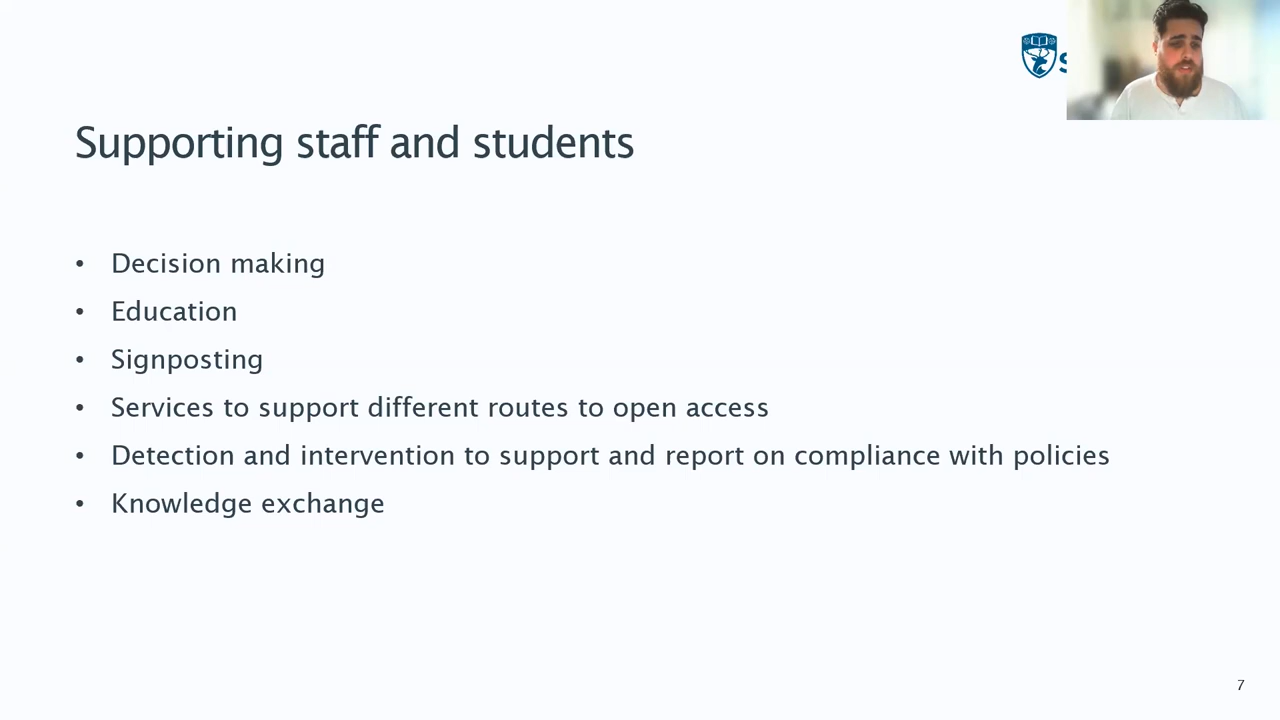 Supporting staff and students
• Decision making
• Education
• Signposting
• Services to support different routes to open access
• Detection and intervention to support and report on compliance with policies
• Knowledge exchange
7